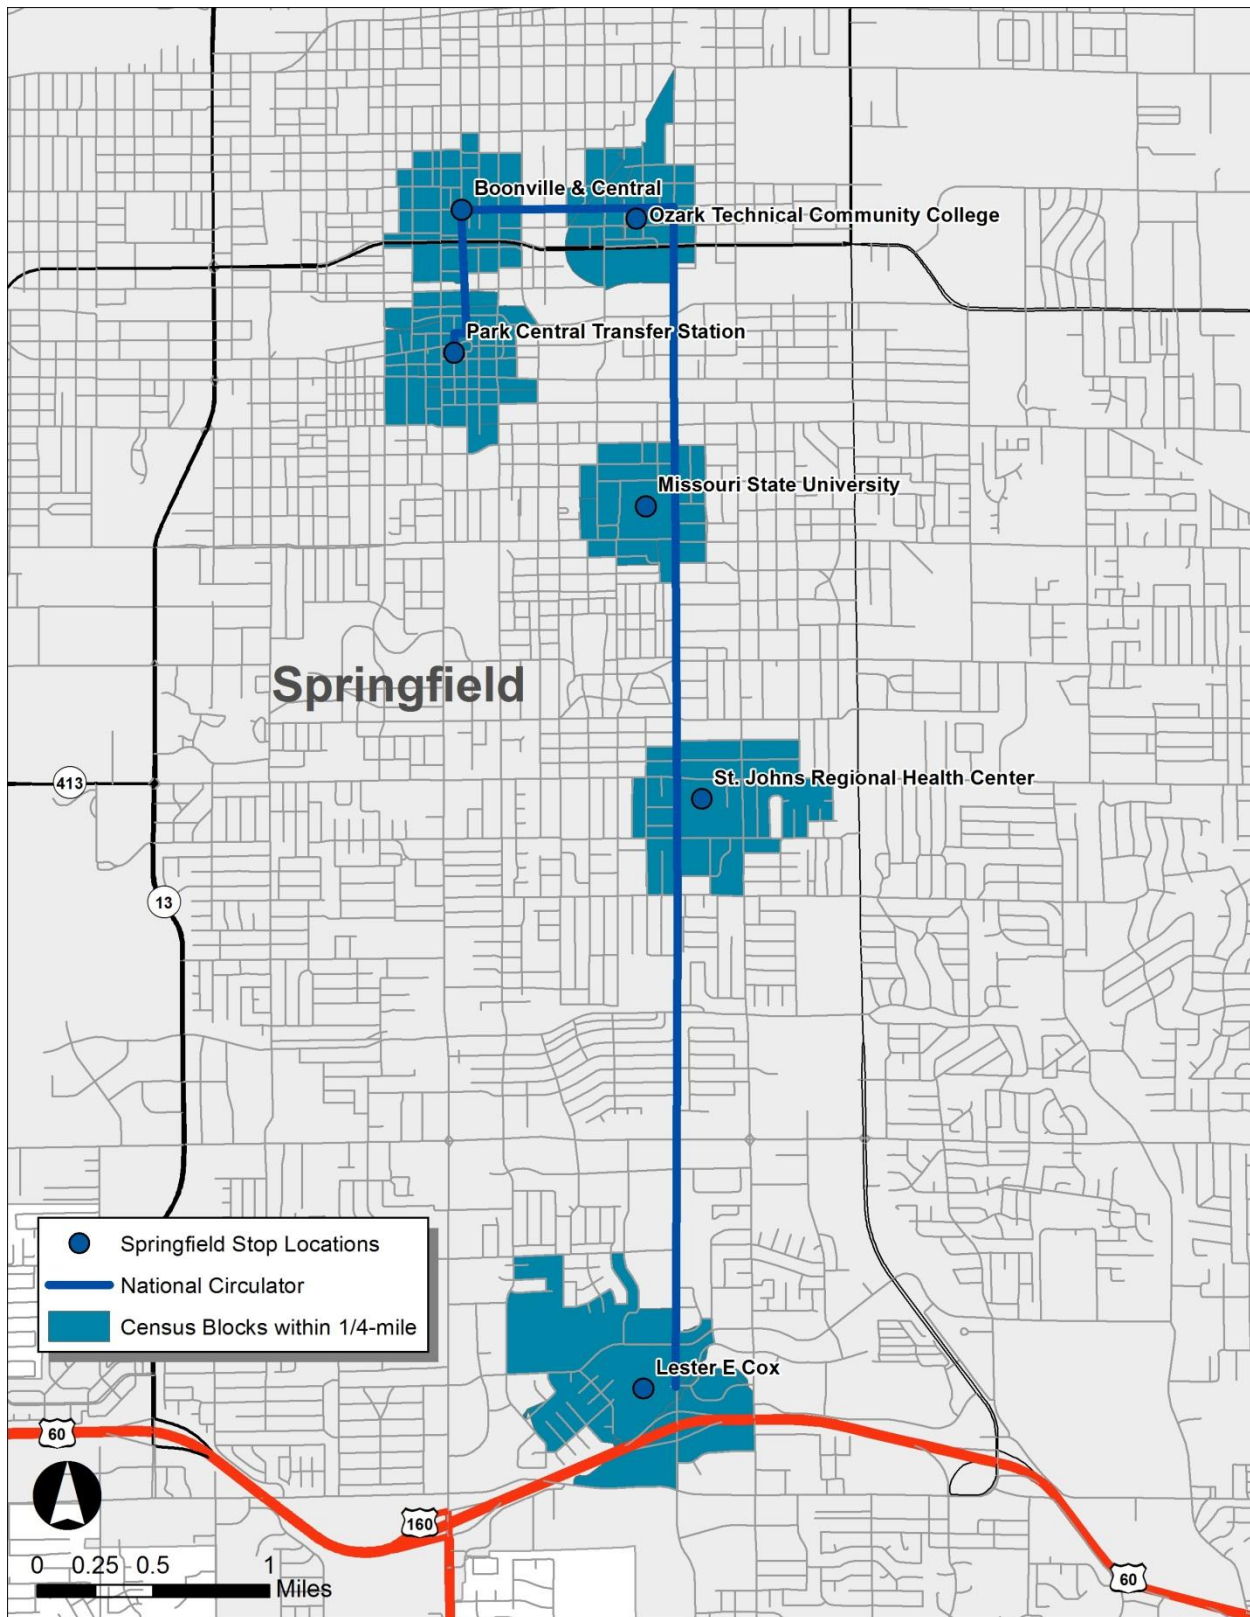 Boonville & Central
Ozark Technical Community College
Park Central Transfer Station
Missouri State University
Springfield
St. Johns Regional Health Center
413
13
Springfield Stop Locations
National Circulator
Census Blocks within 1/4-mile
Lester E Cox
60
160
0 0.25 0.5 1
Miles
60